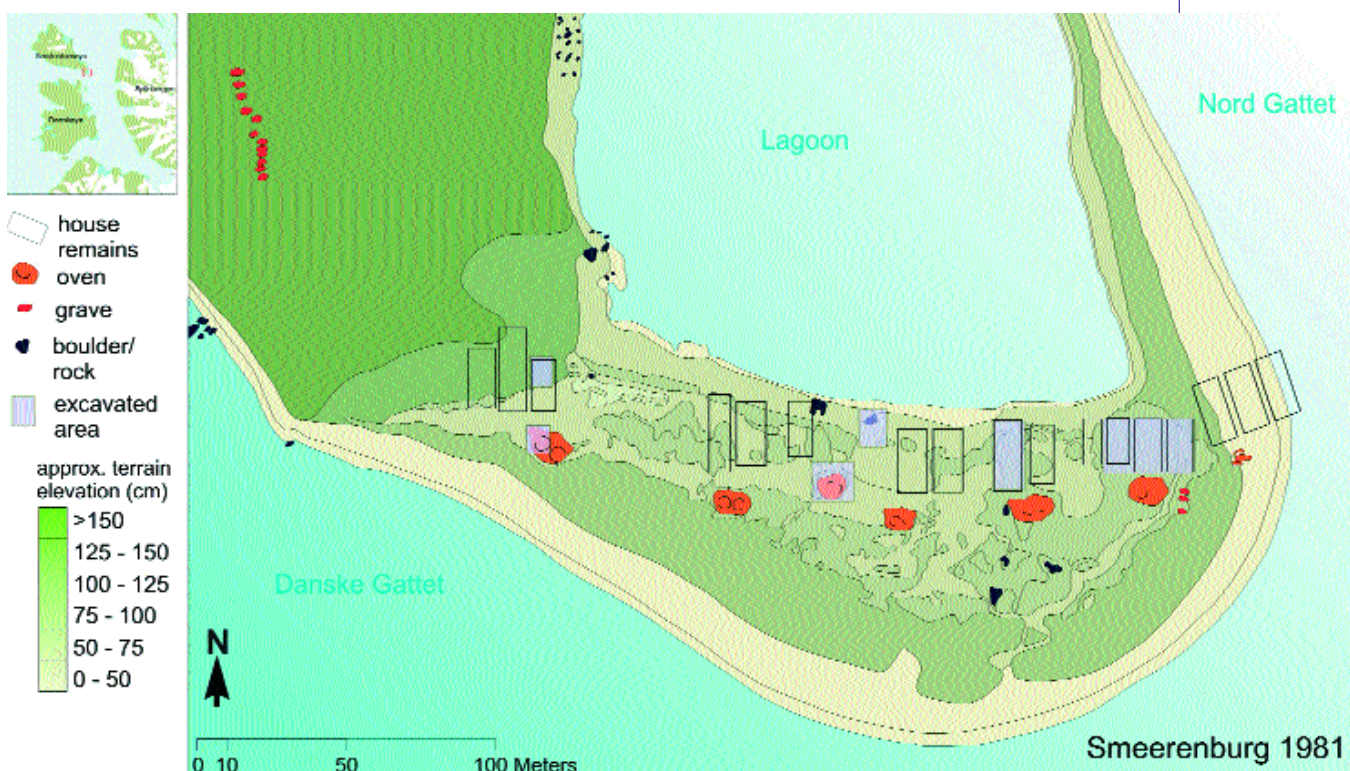 Danskøya
Nord Gattet
Lagoon
house
remains
oven
grave
boulder/
rock
excavated
area
approx. terrain
elevation (cm)
>150
125 - 150
100 - 125
75 - 100
50 - 75
0 - 50
Danske Gattet
N
0 10 50 100 Meters
Smeerenburg 1981